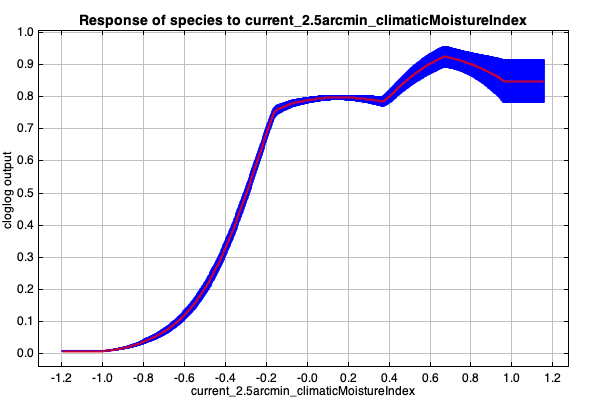 Response of species to current_2.5arcmin_climaticMoistureIndex
1.0
0.9
0.8
0.7
0.6
0.5
0.4
0.3
0.2
0.1
0.0
cloglog output
-1.2 -1.0 -0.8 -0.6 -0.4 -0.2 0.0 0.2 0.4 0.6 0.8 1.0 1.2
current_2.5arcmin_climaticMoistureIndex